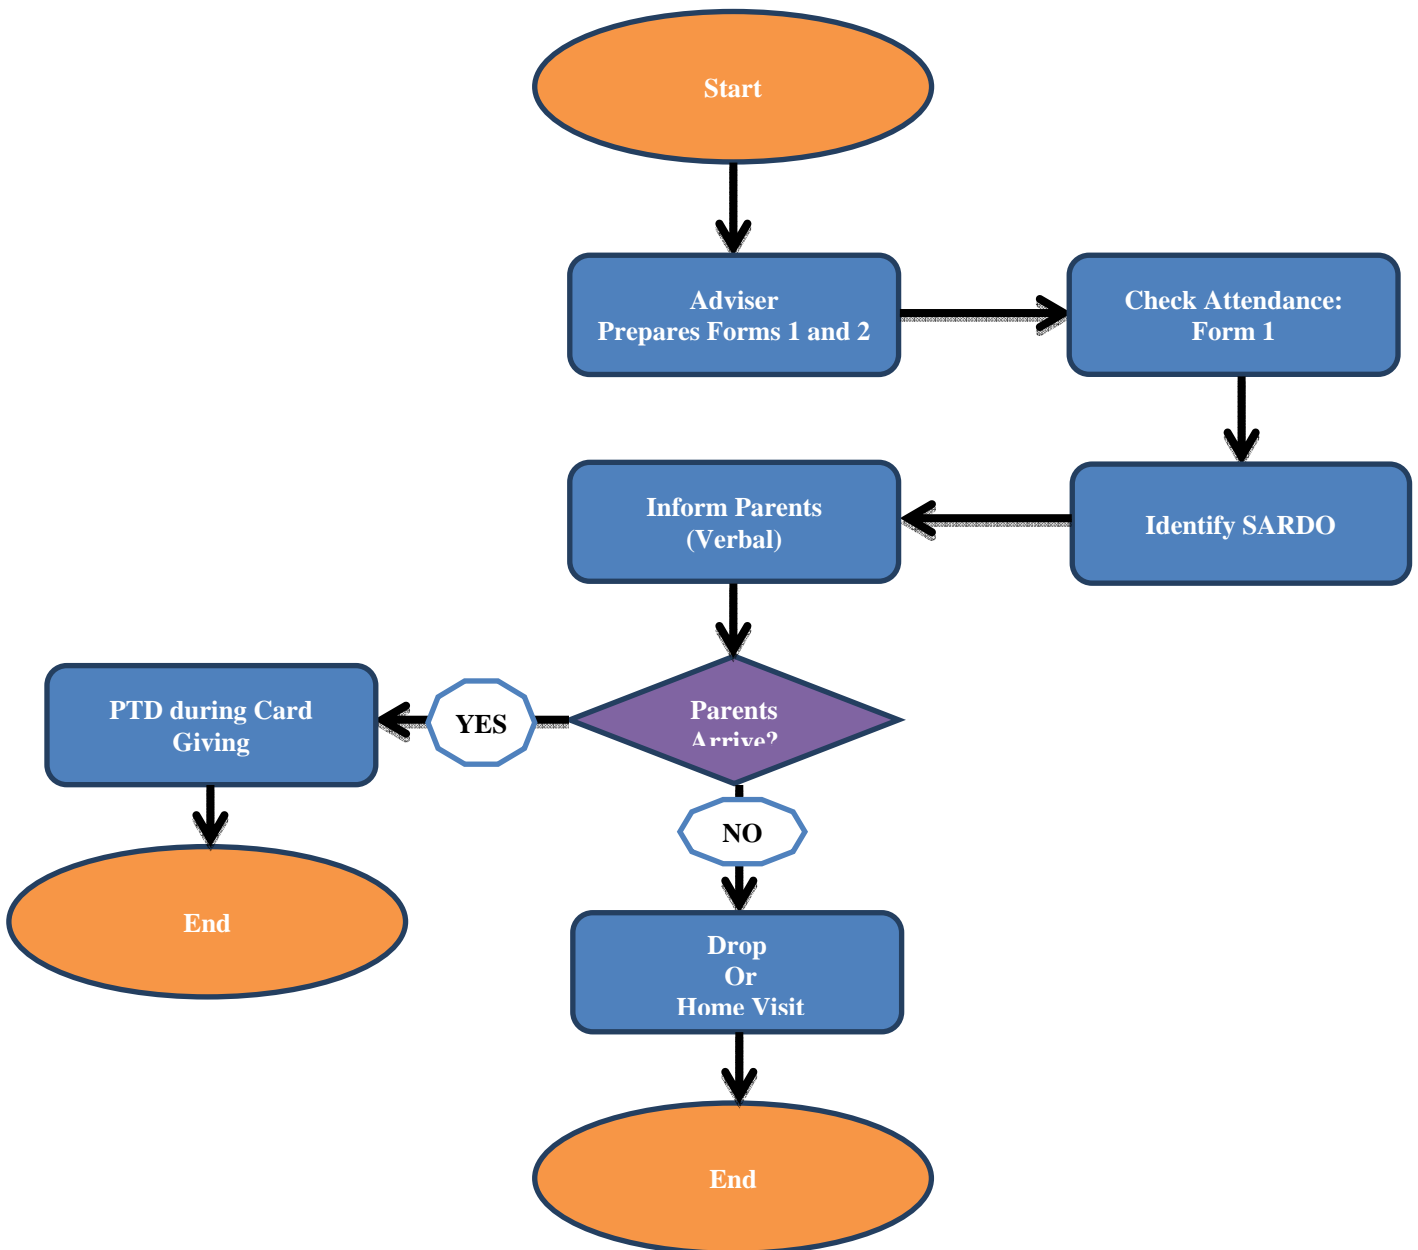 Start
Adviser
Prepares Forms 1 and 2
Check Attendance:
Form 1
Identify SARDO
Inform Parents
(Verbal)
Parents
Arrive?
YES
PTD during Card
Giving
End
NO
Drop
Or
Home Visit
End